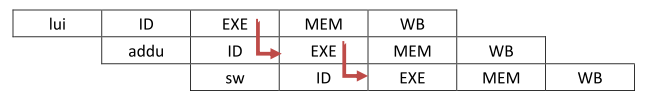 lui ID EXE MEM WB
addu ID EXE MEM WB
sw ID EXE MEM WB